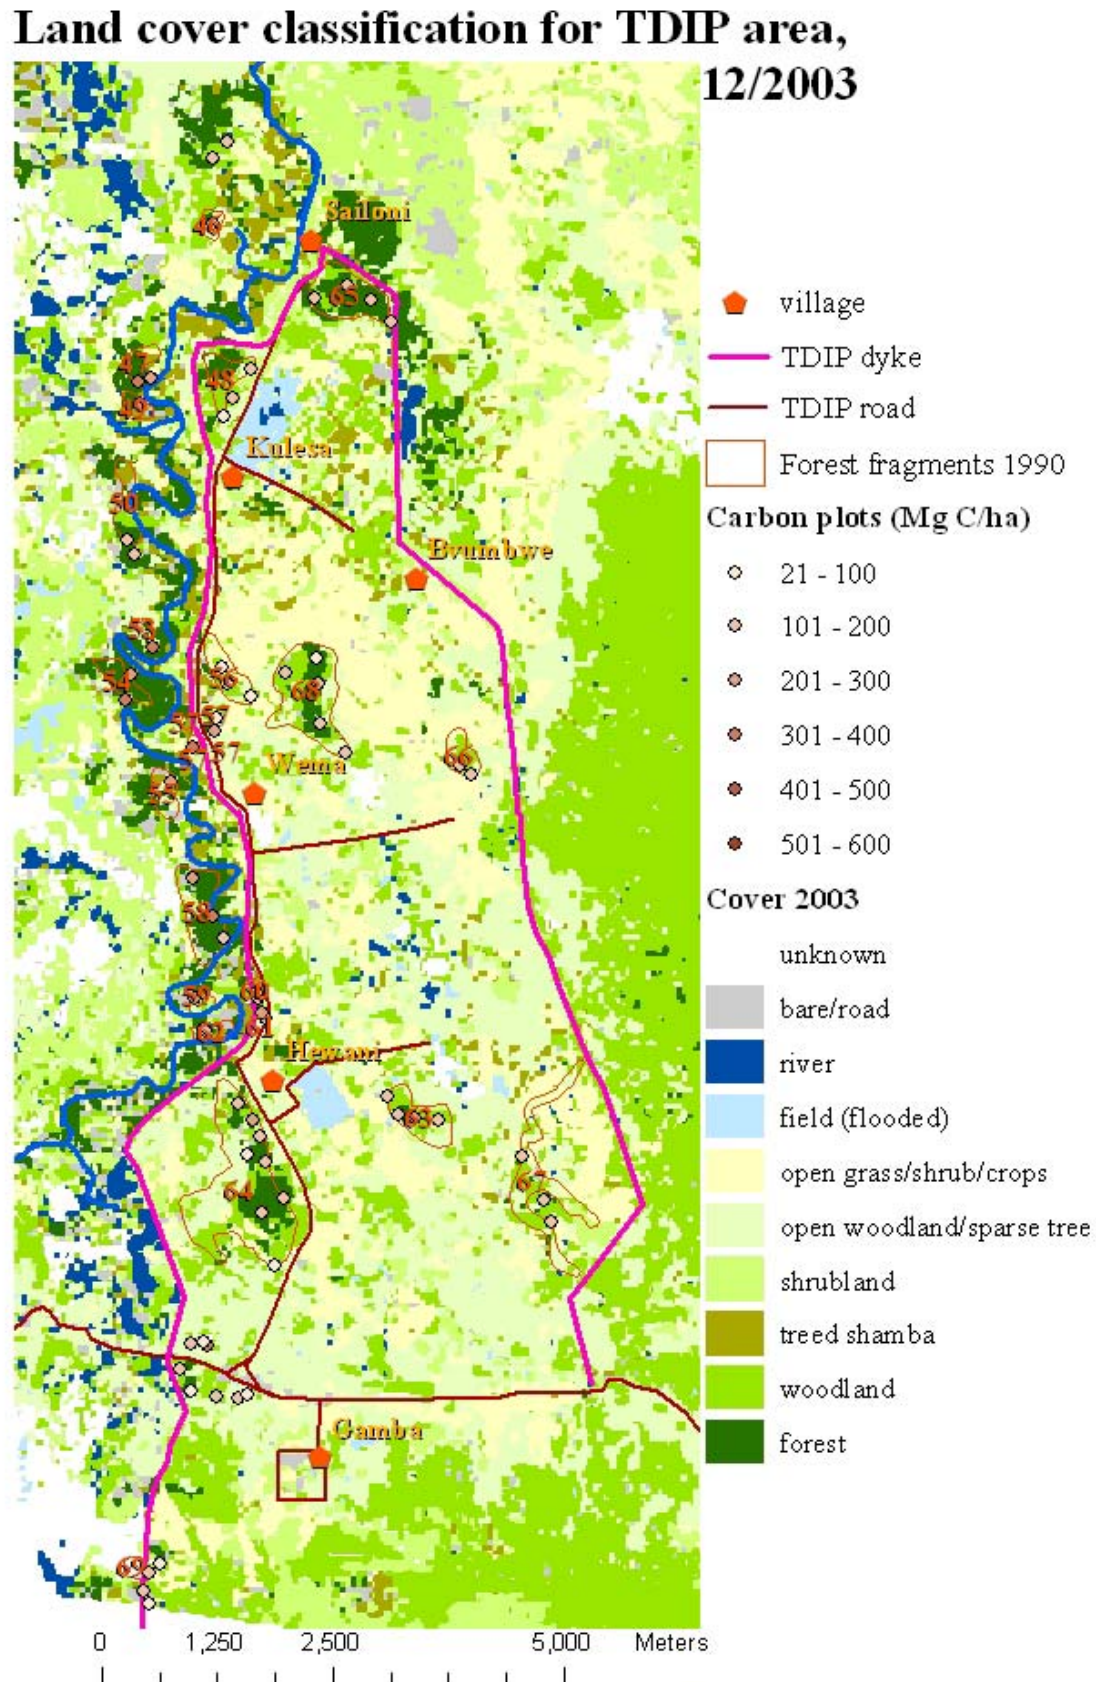 Land cover classification for TDIP area,
12/2003
Sailoni
46
65
47
48
49
Kulesa
50
Bvumbwe
53
54
56
68
57
57
Wema
66
55
58
59
60
62
61
Hewani
63
64
67
Gamba
69
village
TDIP dyke
TDIP road
Forest fragments 1990
Carbon plots (Mg C/ha)
21 - 100
101 - 200
201 - 300
301 - 400
401 - 500
501 - 600
Cover 2003
unknown
bare/road
river
field (flooded)
open grass/shrub/crops
open woodland/sparse tree
shrubland
treed shamba
woodland
forest
0 1,250 2,500 5,000 Meters